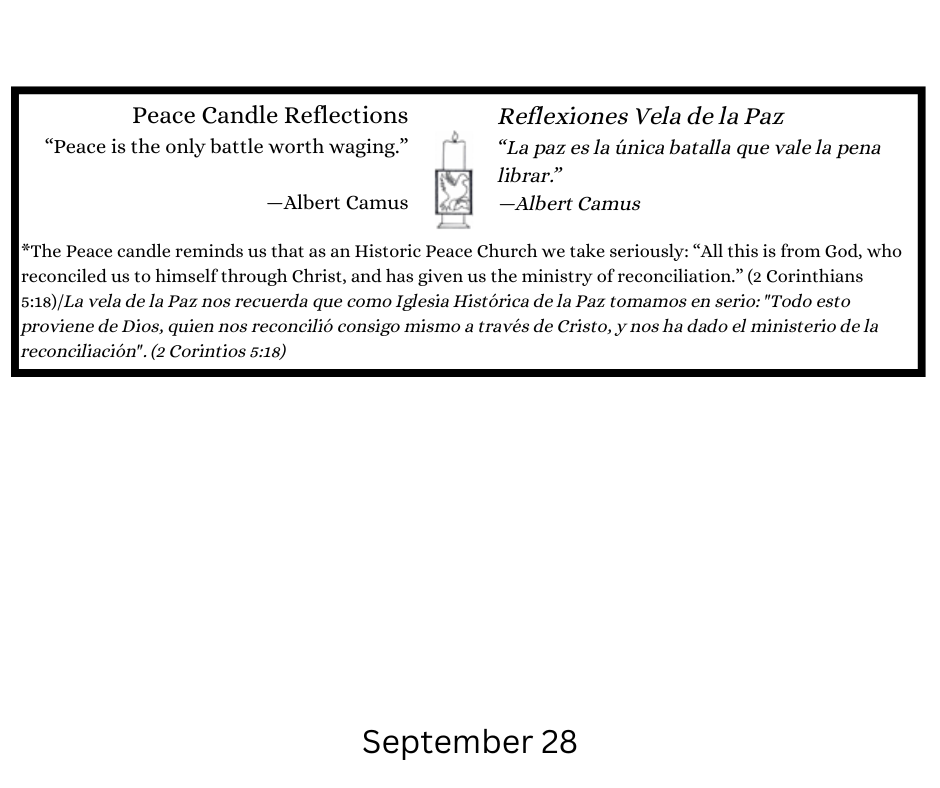 Peace Candle Reflections
“Peace is the only battle worth waging.”
—Albert Camus
Reflexiones Vela de la Paz
“La paz es la única batalla que vale la pena
librar.”
—Albert Camus
*The Peace candle reminds us that as an Historic Peace Church we take seriously: “All this is from God, who
reconciled us to himself through Christ, and has given us the ministry of reconciliation.” (2 Corinthians
5:18)/La vela de la Paz nos recuerda que como Iglesia Histórica de la Paz tomamos en serio: "Todo esto
proviene de Dios, quien nos reconcilió consigo mismo a través de Cristo, y nos ha dado el ministerio de la
reconciliación". (2 Corintios 5:18)
September 28